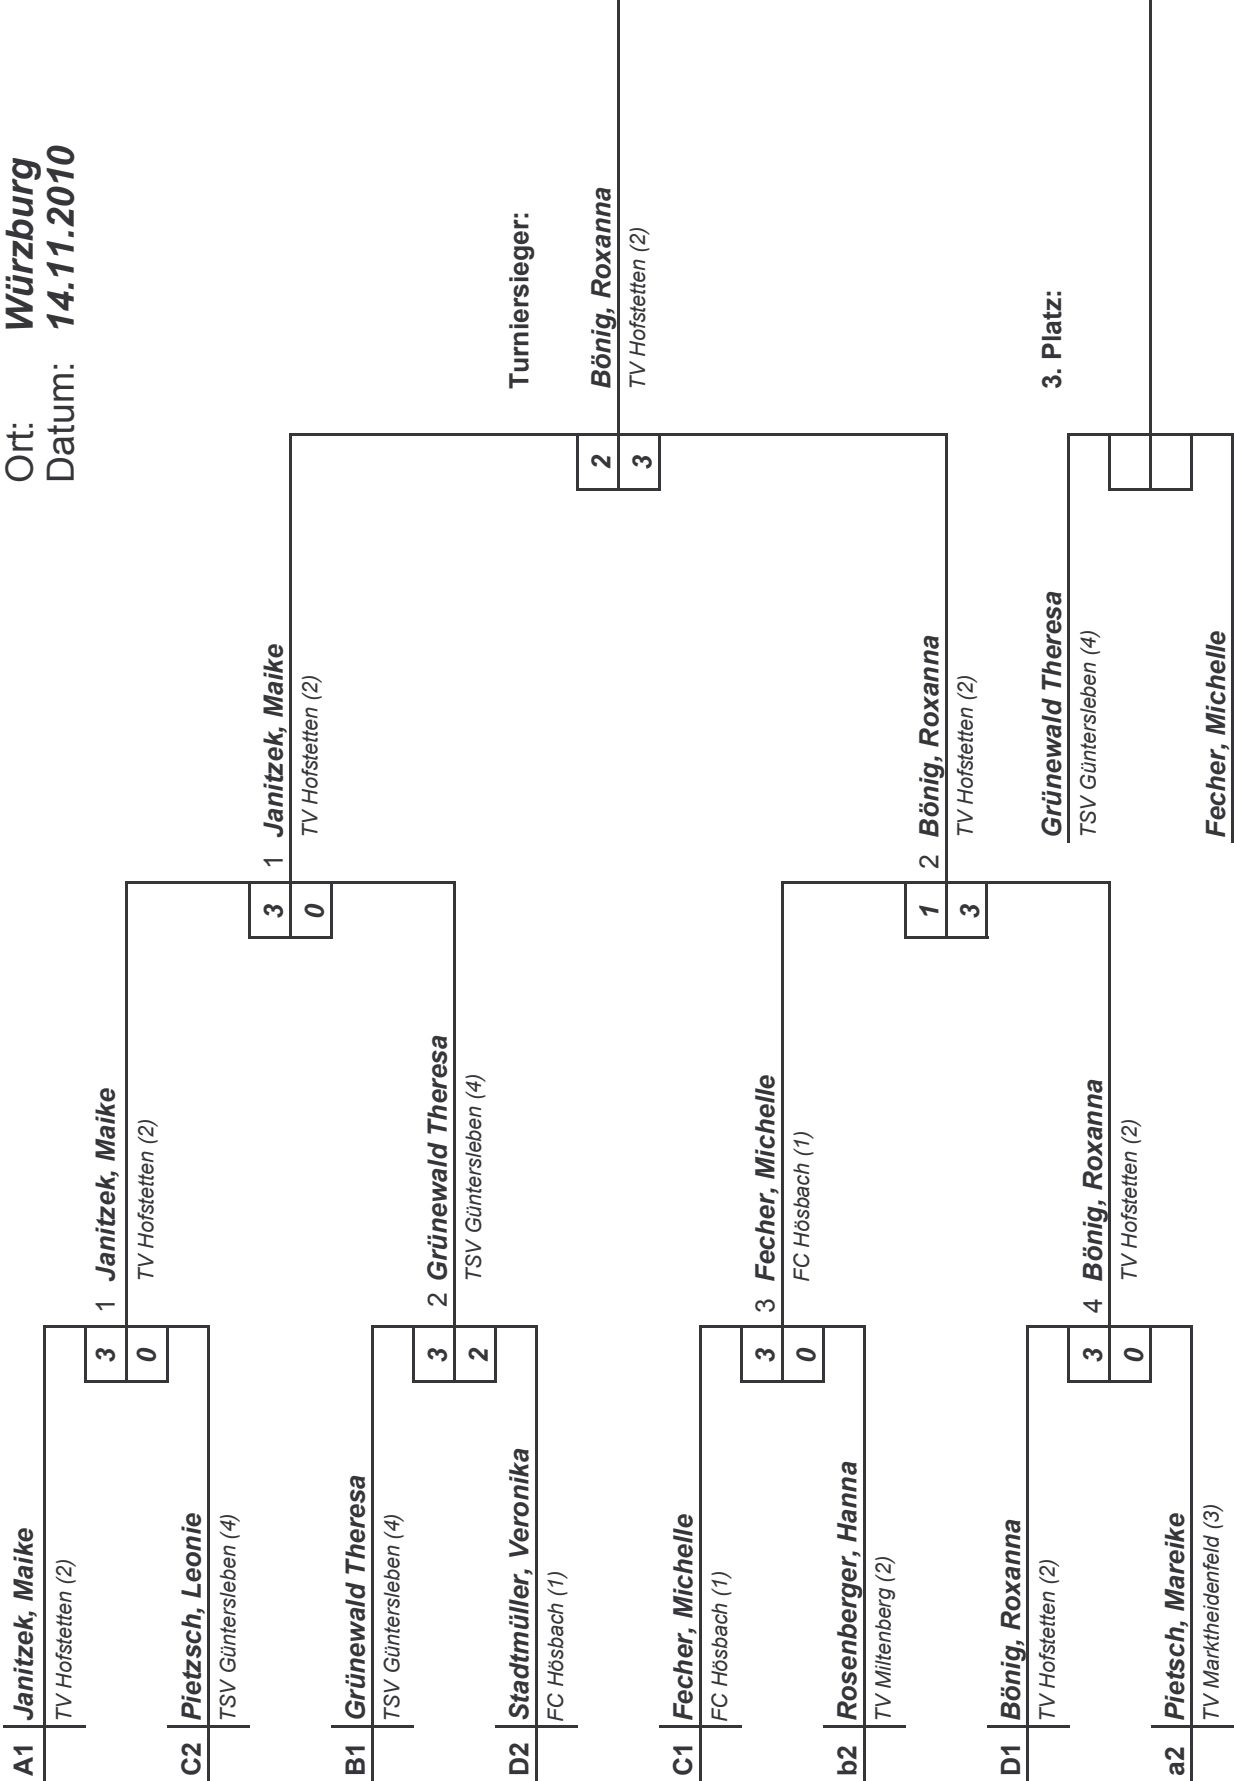 Ort: Würzburg
Datum: 14.11.2010
A1 Janitzek, Maike
TV Hofstetten (2)
C2 Pietzsch, Leonie
TSV Güntersleben (4)
B1 Grünewald Theresa
TSV Güntersleben (4)
D2 Stadtmüller, Veronika
FC Hösbach (1)
C1 Fecher, Michelle
FC Hösbach (1)
b2 Rosenberger, Hanna
TV Miltenberg (2)
D1 Bönig, Roxanna
TV Hofstetten (2)
a2 Pietsch, Mareike
TV Marktheidenfeld (3)
3 1 Janitzek, Maike
0 TV Hofstetten (2)
3 2 Grünewald Theresa
2 TSV Güntersleben (4)
3 3 Fecher, Michelle
0 FC Hösbach (1)
3 4 Bönig, Roxanna
0 TV Hofstetten (2)
3 1 Janitzek, Maike
0 TV Hofstetten (2)
1 2 Bönig, Roxanna
3 TV Hofstetten (2)
Turniersieger:
2 Bönig, Roxanna
3 TV Hofstetten (2)
3. Platz:
Grünewald Theresa
TSV Güntersleben (4)
Fecher, Michelle